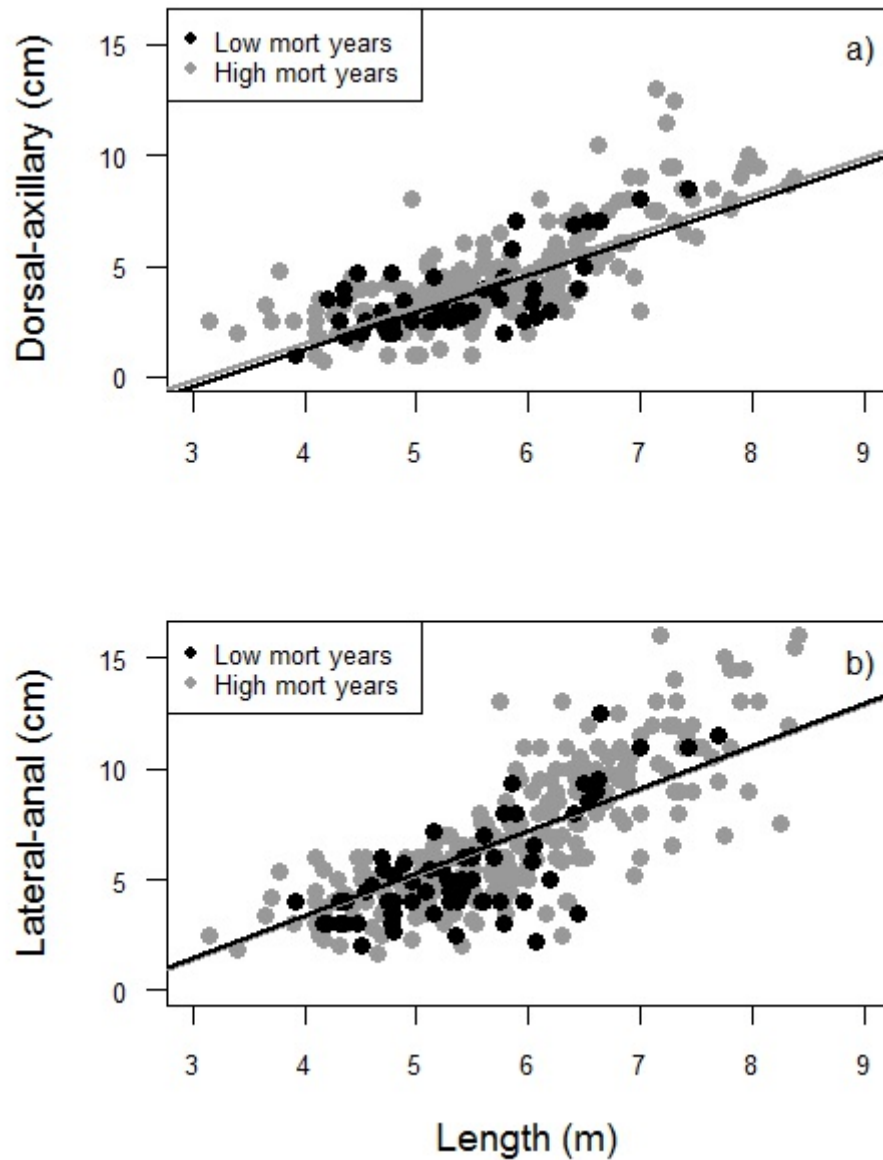 Low mort years
High mort years
a)
Dorsal-axillary (cm)
15
10
5
0
3 4 5 6 7 8 9
Low mort years
High mort years
b)
Lateral-anal (cm)
15
10
5
0
3 4 5 6 7 8 9
Length (m)